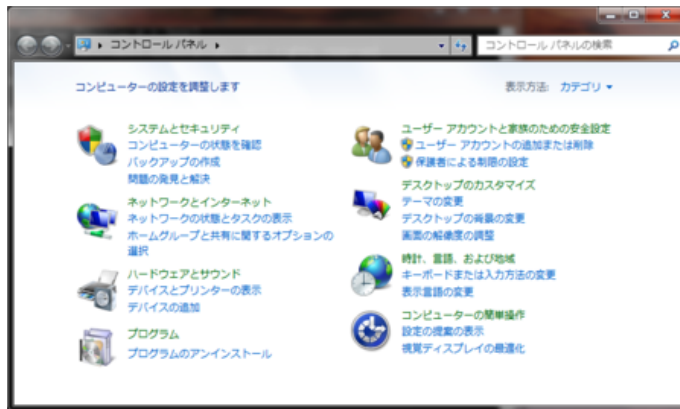 コントロール パネル
コントロール パネルの検索
コンピューターの設定を調整します
表示方法: カテゴリ
システムとセキュリティ
コンピューターの状態を確認
バックアップの作成
問題の発見と解決
ネットワークとインターネット
ネットワークの状態とタスクの表示
ホームグループと共有に関するオプションの
選択
ハードウェアとサウンド
デバイスとプリンターの表示
デバイスの追加
プログラム
プログラムのアンインストール
ユーザー アカウントと家族のための安全設定
ユーザー アカウントの追加または削除
保護者による制限の設定
デスクトップのカスタマイズ
テーマの変更
デスクトップの背景の変更
画面の解像度の調整
時計、言語、および地域
キーボードまたは入力方法の変更
表示言語の変更
コンピューターの簡単操作
設定の提案の表示
視覚ディスプレイの最適化